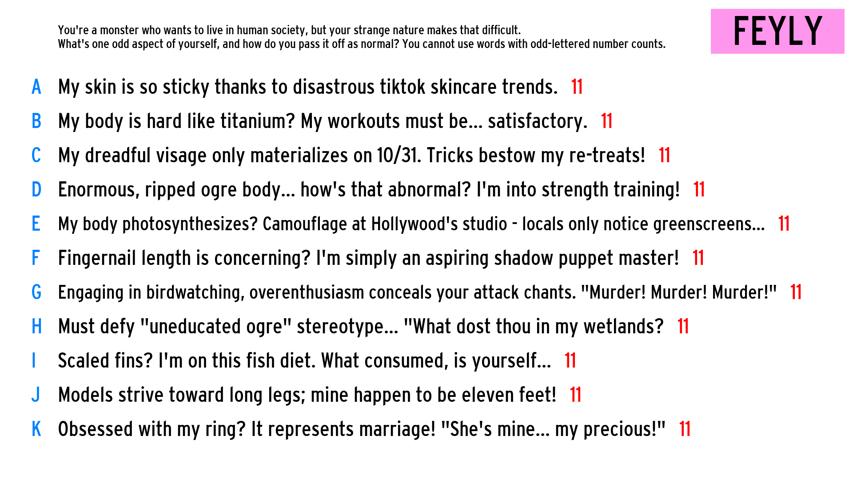 You're a monster who wants to live in human society, but your strange nature makes that difficult.
What's one odd aspect of yourself, and how do you pass it off as normal? You cannot use words with odd-lettered number counts.
FEYLY
A My skin is so sticky thanks to disastrous tiktok skincare trends. 11
B My body is hard like titanium? My workouts must be... satisfactory. 11
C My dreadful visage only materializes on 10/31. Tricks bestow my re-treats! 11
D Enormous, ripped ogre body... how's that abnormal? I'm into strength training! 11
E My body photosynthesizes? Camouflage at Hollywood's studio - locals only notice greenscreens... 11
F Fingernail length is concerning? I'm simply an aspiring shadow puppet master! 11
G Engaging in birdwatching, overenthusiasm conceals your attack chants. "Murder! Murder! Murder!" 11
H Must defy "uneducated ogre" stereotype... "What dost thou in my wetlands? 11
I Scaled fins? I'm on this fish diet. What consumed, is yourself... 11
J Models strive toward long legs; mine happen to be eleven feet! 11
K Obsessed with my ring? It represents marriage! "She's mine... my precious!" 11